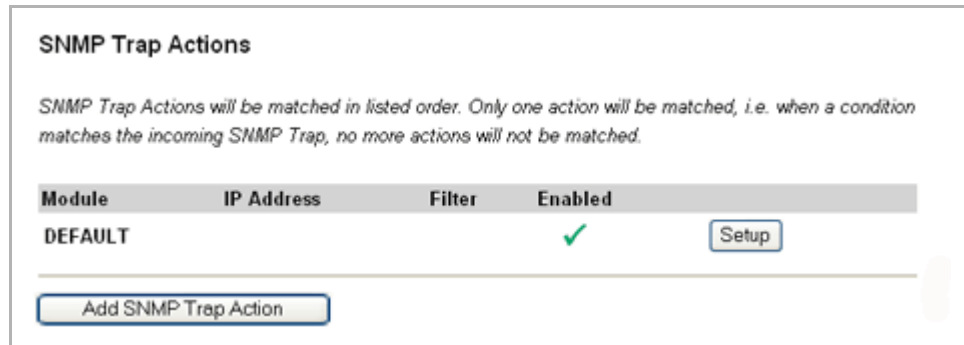 SNMP Trap Actions
SNMP Trap Actions will be matched in listed order. Only one action will be matched, i.e. when a condition
matches the incoming SNMP Trap, no more actions will not be matched.
Module IP Address Filter Enabled
DEFAULT Setup
Add SNMP Trap Action